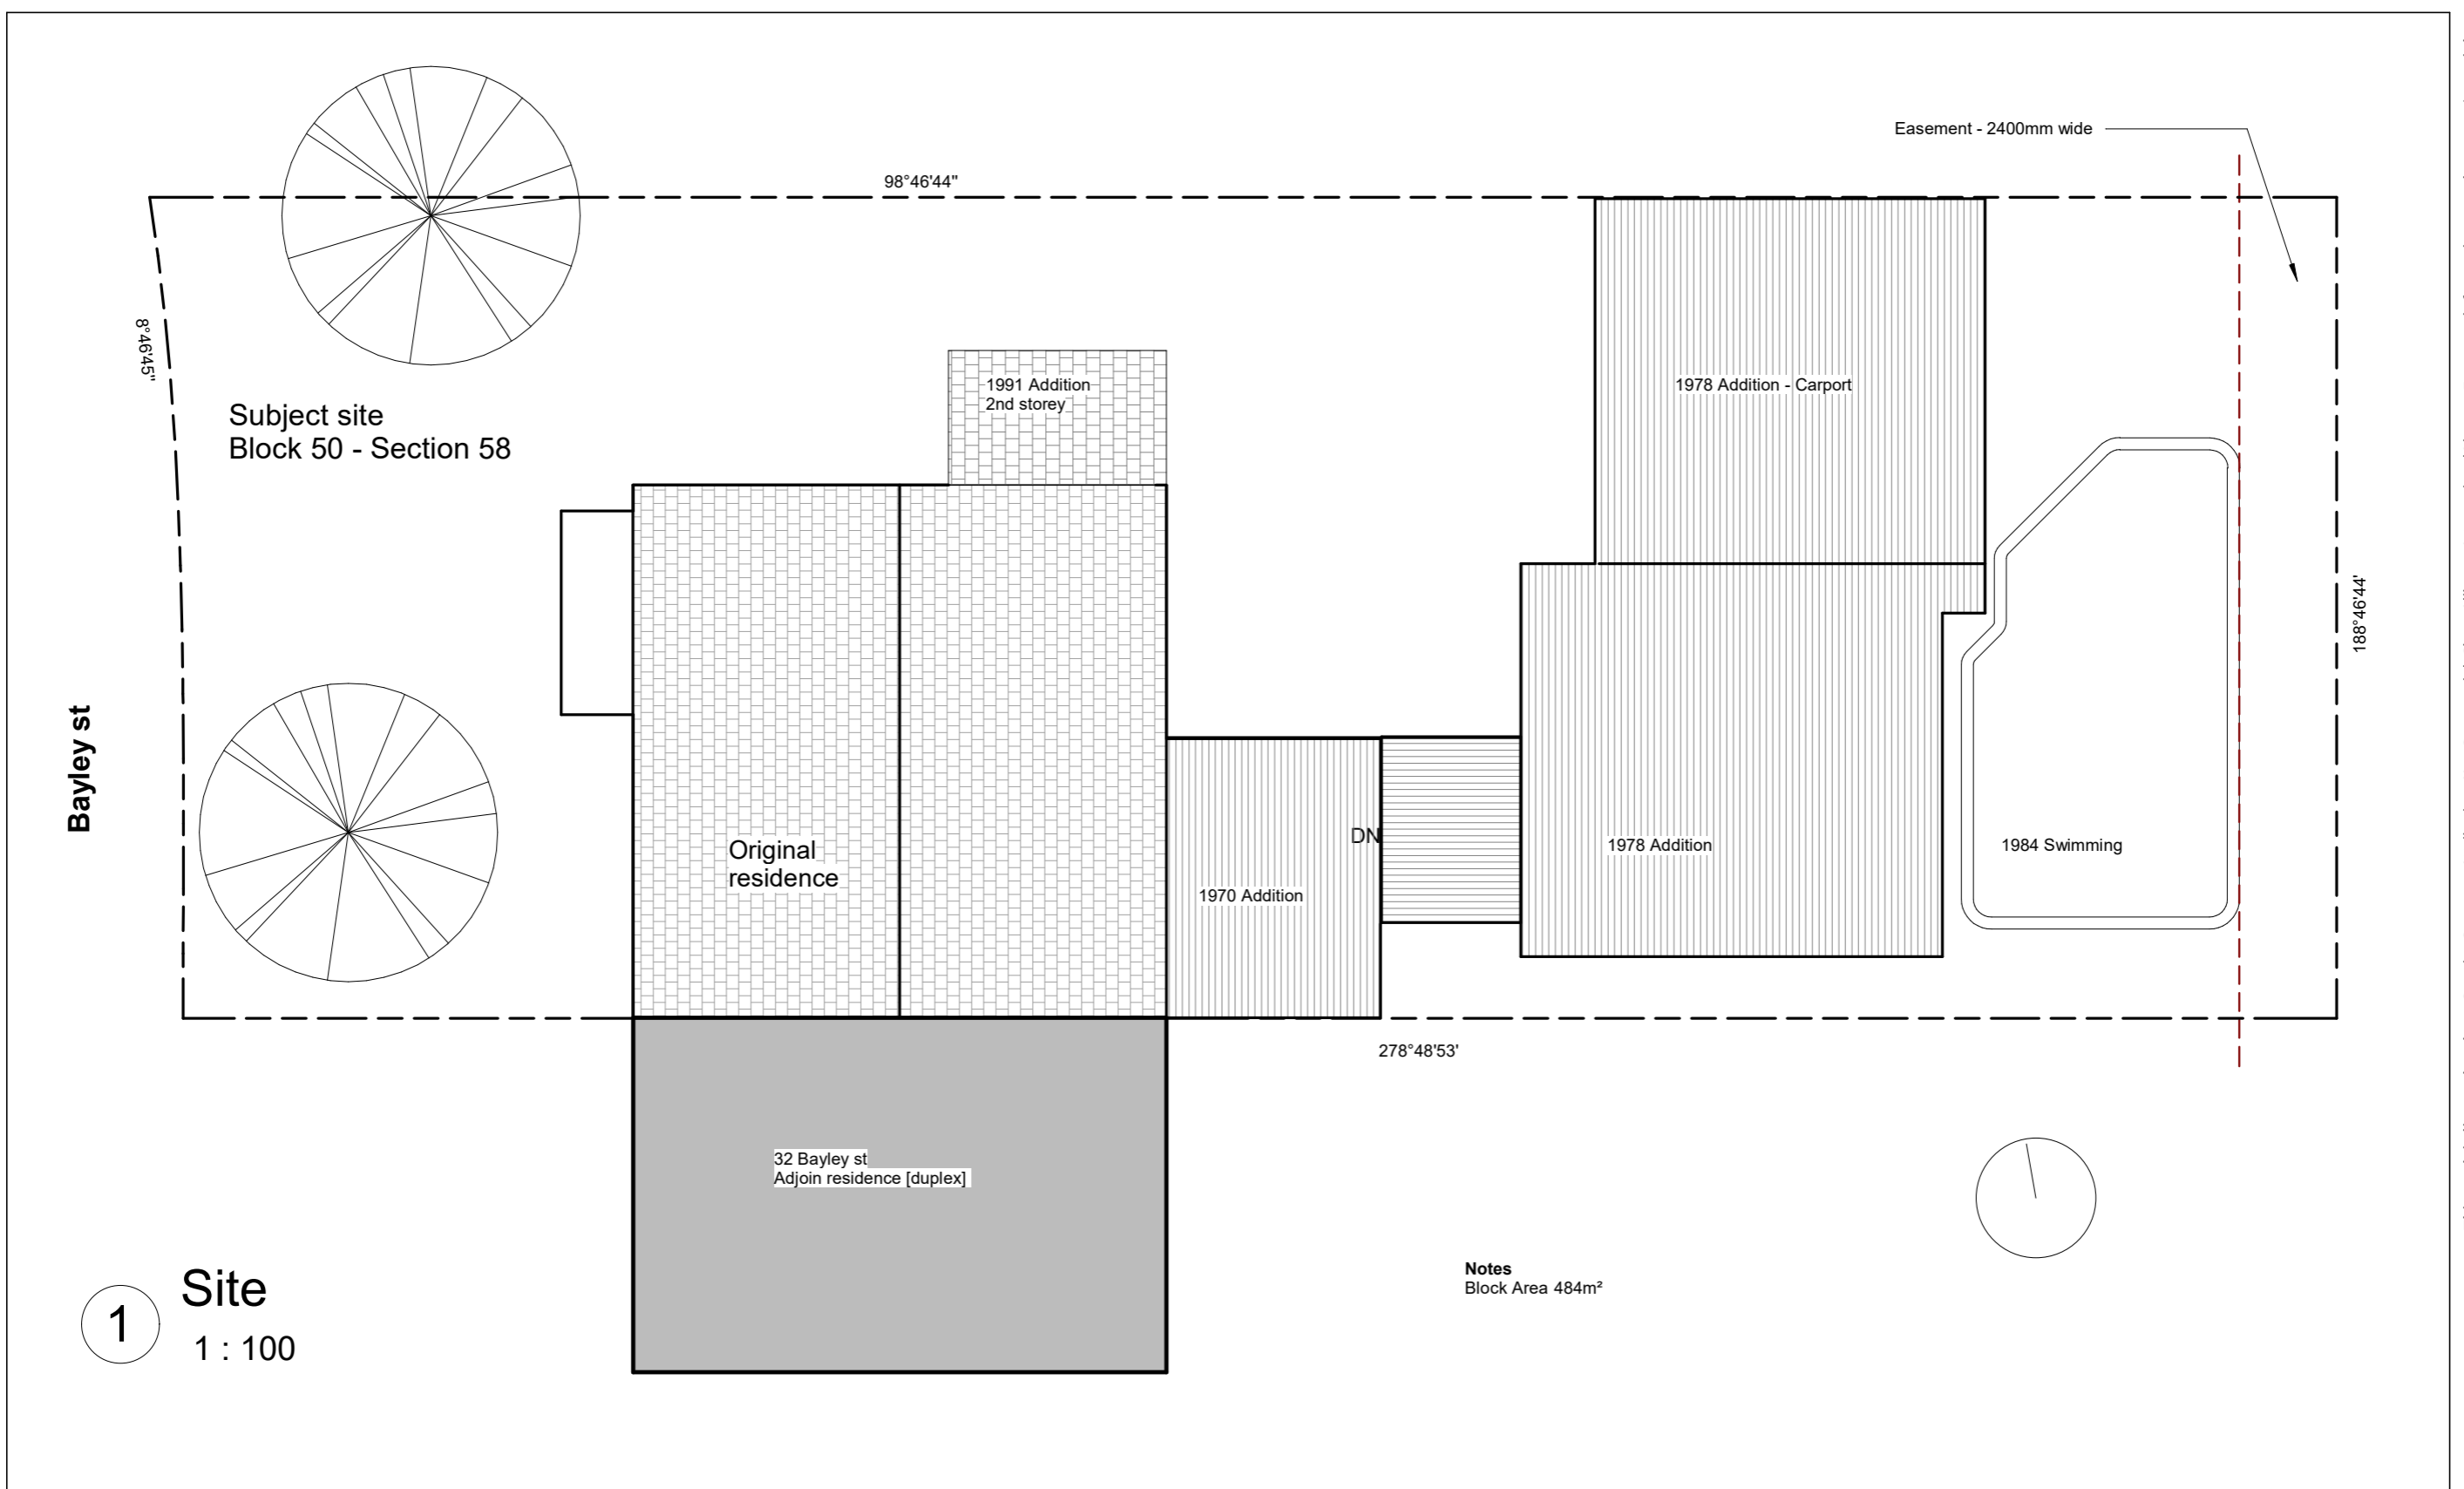 Easement - 2400mm wide
98°46'44"
8°46'45"
Subject site
Block 50 - Section 58
1991 Addition
2nd storey
1978 Addition - Carport
188°46'44'
Bayley st
Original
residence
DN
1970 Addition
1978 Addition
1984 Swimming
278°48'53'
32 Bayley st
Adjoin residence [duplex]
Notes
Block Area 484m²
1
Site
1 : 100